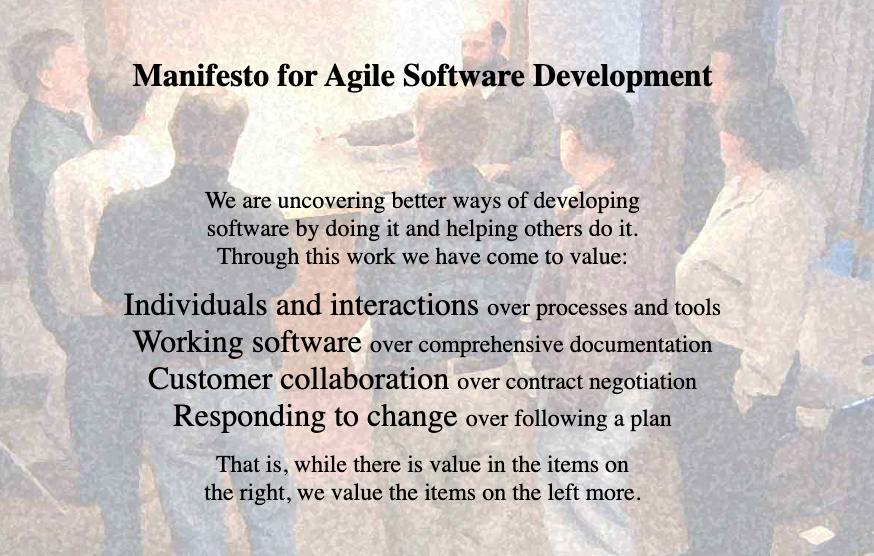 Manifesto for Agile Software Development
We are uncovering better ways of developing
software by doing it and helping others do it.
Through this work we have come to value:
Individuals and interactions over processes and tools
Working software over comprehensive documentation
Customer collaboration over contract negotiation
Responding to change over following a plan
That is, while there is value in the items on
the right, we value the items on the left more.